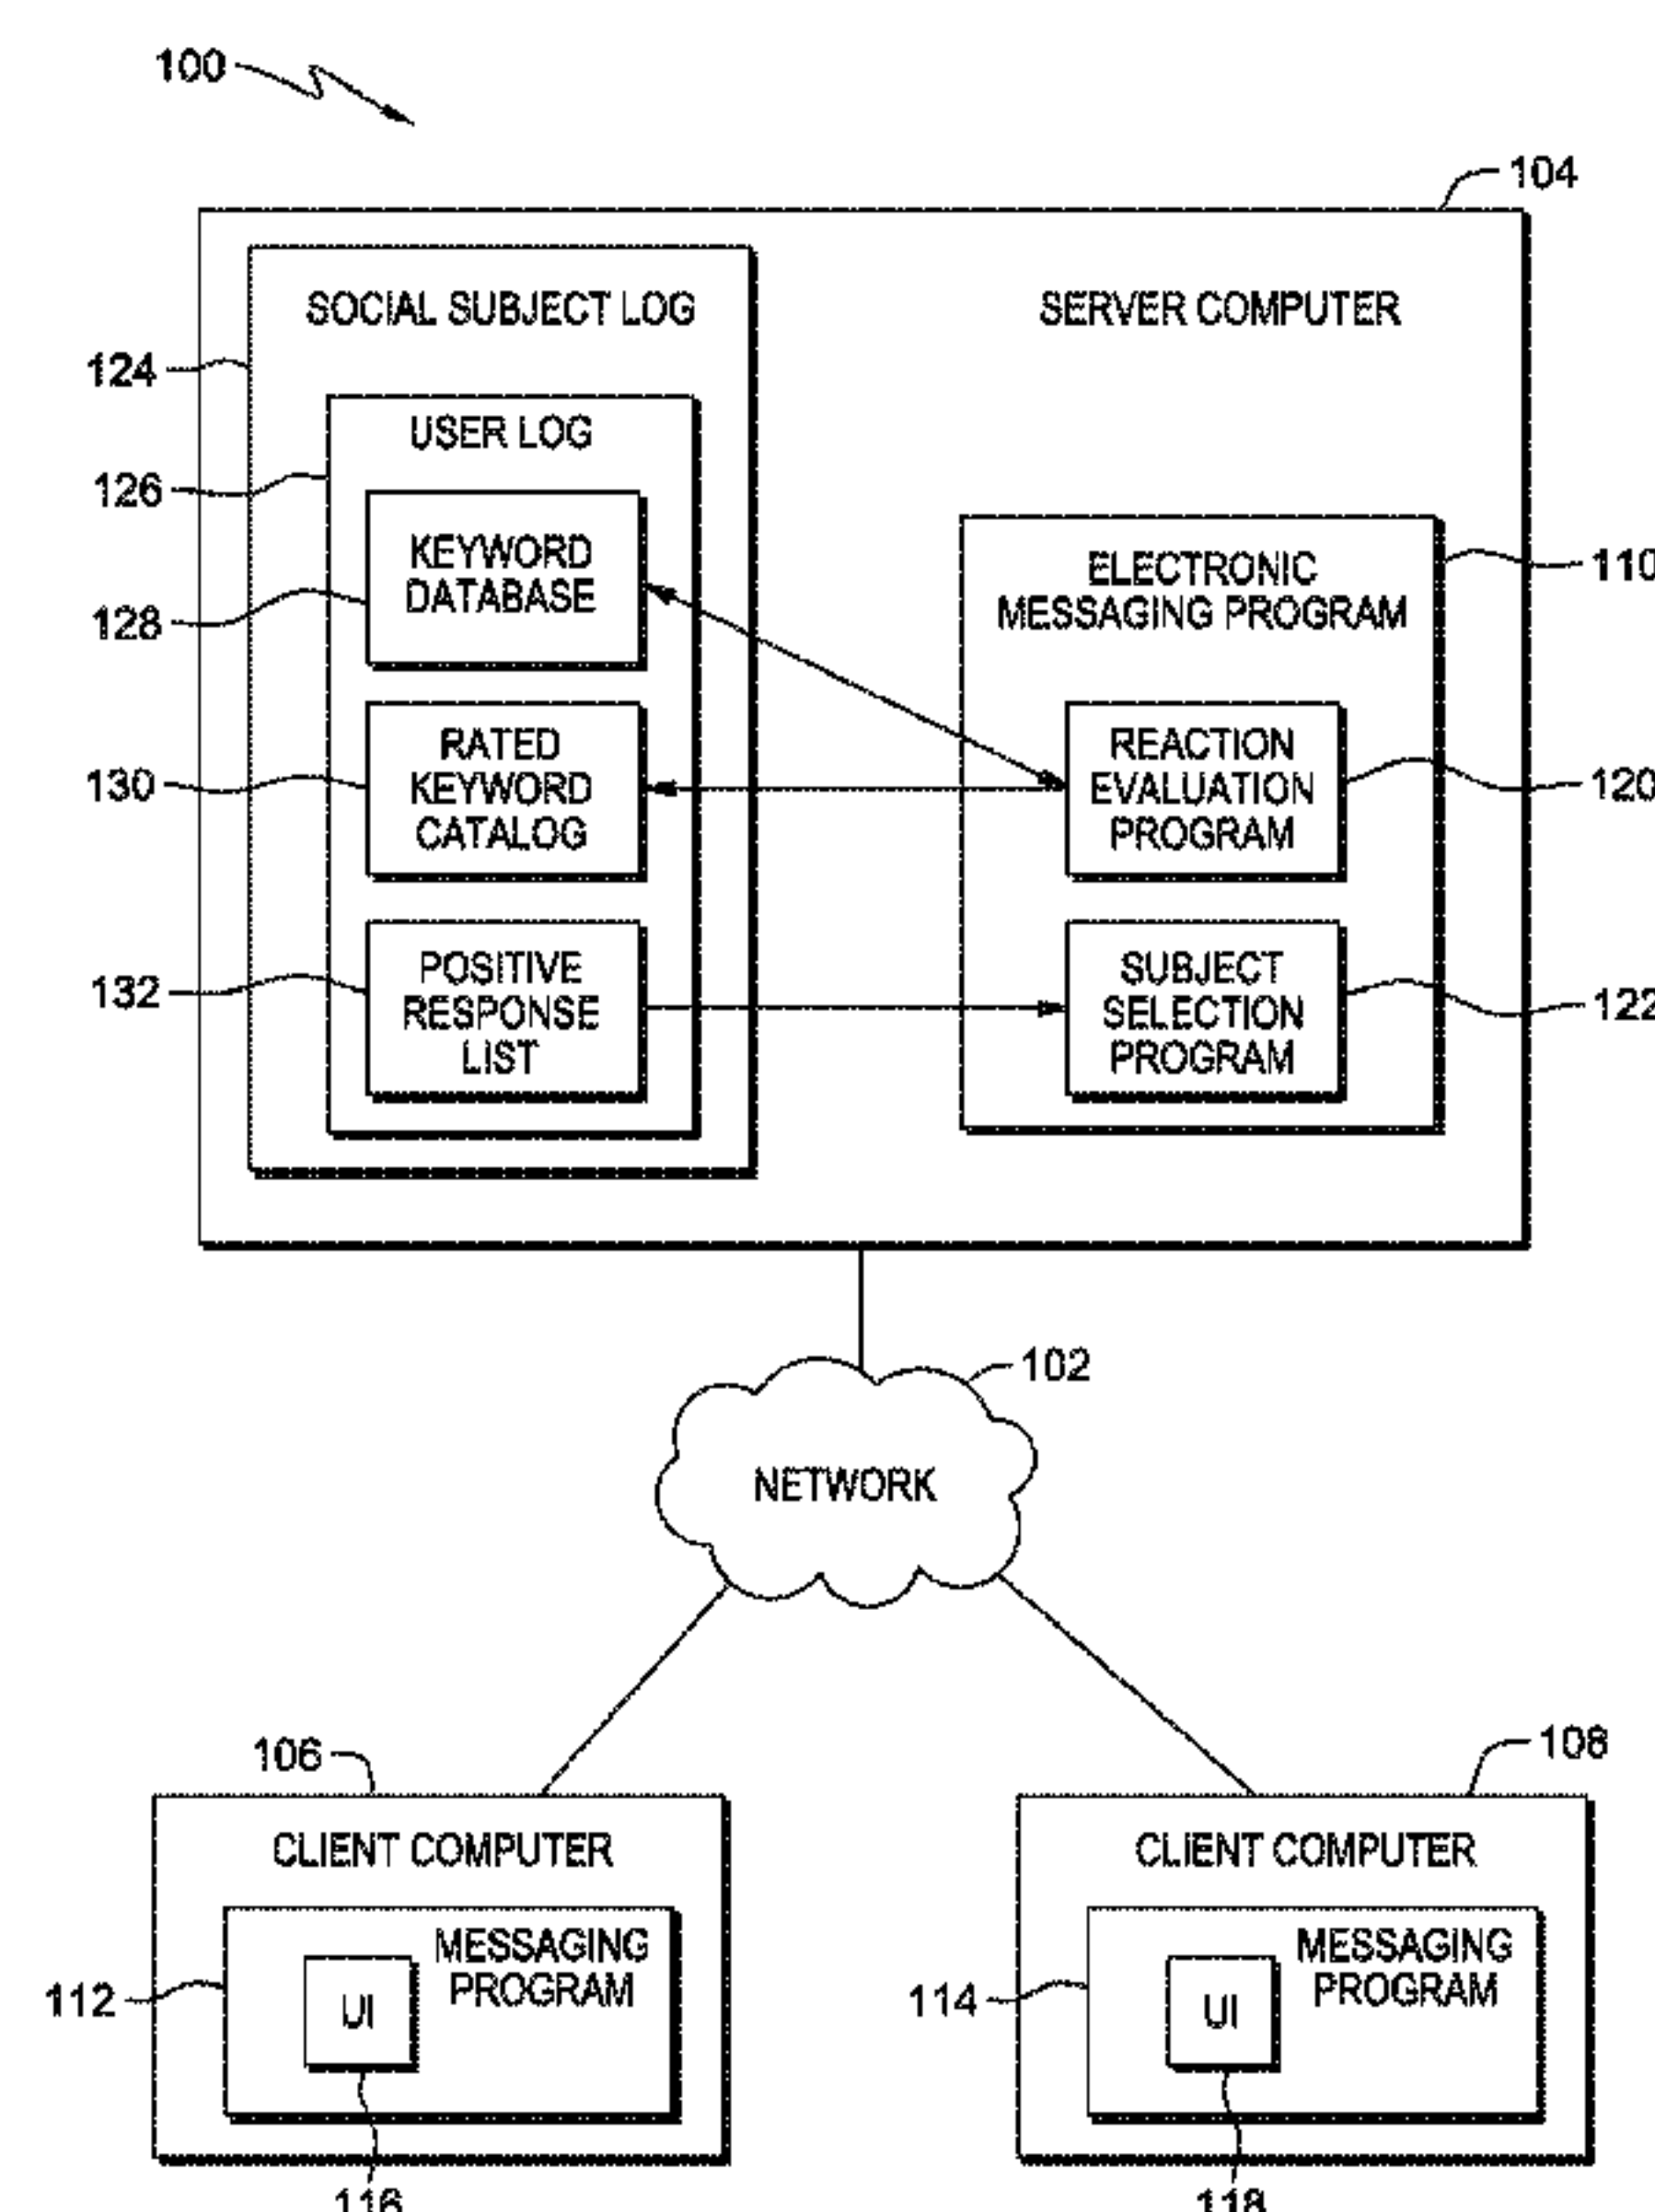 100
104
SOCIAL SUBJECT LOG
SERVER COMPUTER
124
USER LOG
126
KEYWORD
DATABASE
128
ELECTRONIC
MESSAGING PROGRAM
110
RATED
KEYWORD
CATALOG
130
REACTION
EVALUATION
PROGRAM
120
POSITIVE
RESPONSE
LIST
132
SUBJECT
SELECTION
PROGRAM
122
102
NETWORK
106
108
CLIENT COMPUTER
CLIENT COMPUTER
MESSAGING
PROGRAM
UI
112
MESSAGING
PROGRAM
UI
114
116
118